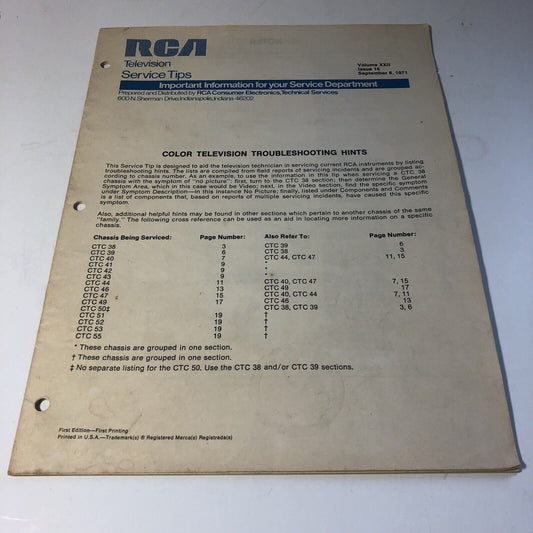 RCA
Television
Service Tips
Volume XXII
Issue 14
September 6, 1971
Important Information for your Service Department
Prepared and Distributed by RCA Consumer Electronics, Technical Services
600 N. Sherman Drive, Indianapolis, Indiana 46202
COLOR TELEVISION TROUBLESHOOTING HINTS
This Service Tip is designed to aid the television technician in servicing current RCA instruments by listing
troubleshooting hints. The lists are compiled from field reports of servicing incidents and are grouped ac-
cording to chassis number. As an example, to use the information in this tip when servicing a CTC 38
chassis with the symptom of "no picture": first, turn to the CTC 38 section; then determine the General
Symptom Area, which in this case would be Video; next, in the Video section, find the specific symptom
under Symptom Description—in this instance No Picture; finally, listed under Components and Comments
is a list of components that, based on reports of multiple servicing incidents, have caused this specific
symptom.
Also, additional helpful hints may be found in other sections which pertain to another chassis of the same
"family." The following cross reference can be used as an aid in locating more information on a specific
chassis.
Chassis Being Serviced: Page Number: Also Refer To: Page Number:
CTC 38 3 CTC 39 6
CTC 39 6 CTC 38 3
CTC 40 7 CTC 44, CTC 47 11, 15
CTC 41 9 *
CTC 42 9 *
CTC 43 9 *
CTC 44 11 CTC 40, CTC 47 7, 15
CTC 46 13 CTC 49 17
CTC 47 15 CTC 40, CTC 44 7, 11
CTC 49 17 CTC 46 13
CTC 50‡ CTC 38, CTC 39 3, 6
CTC 51 19 †
CTC 52 19 †
CTC 53 19 †
CTC 55 19 †
* These chassis are grouped in one section.
† These chassis are grouped in one section.
‡ No separate listing for the CTC 50. Use the CTC 38 and/or CTC 39 sections.
First Edition—First Printing
Printed in U.S.A.—Trademark(s) ® Registered Marca(s) Registrada(s)